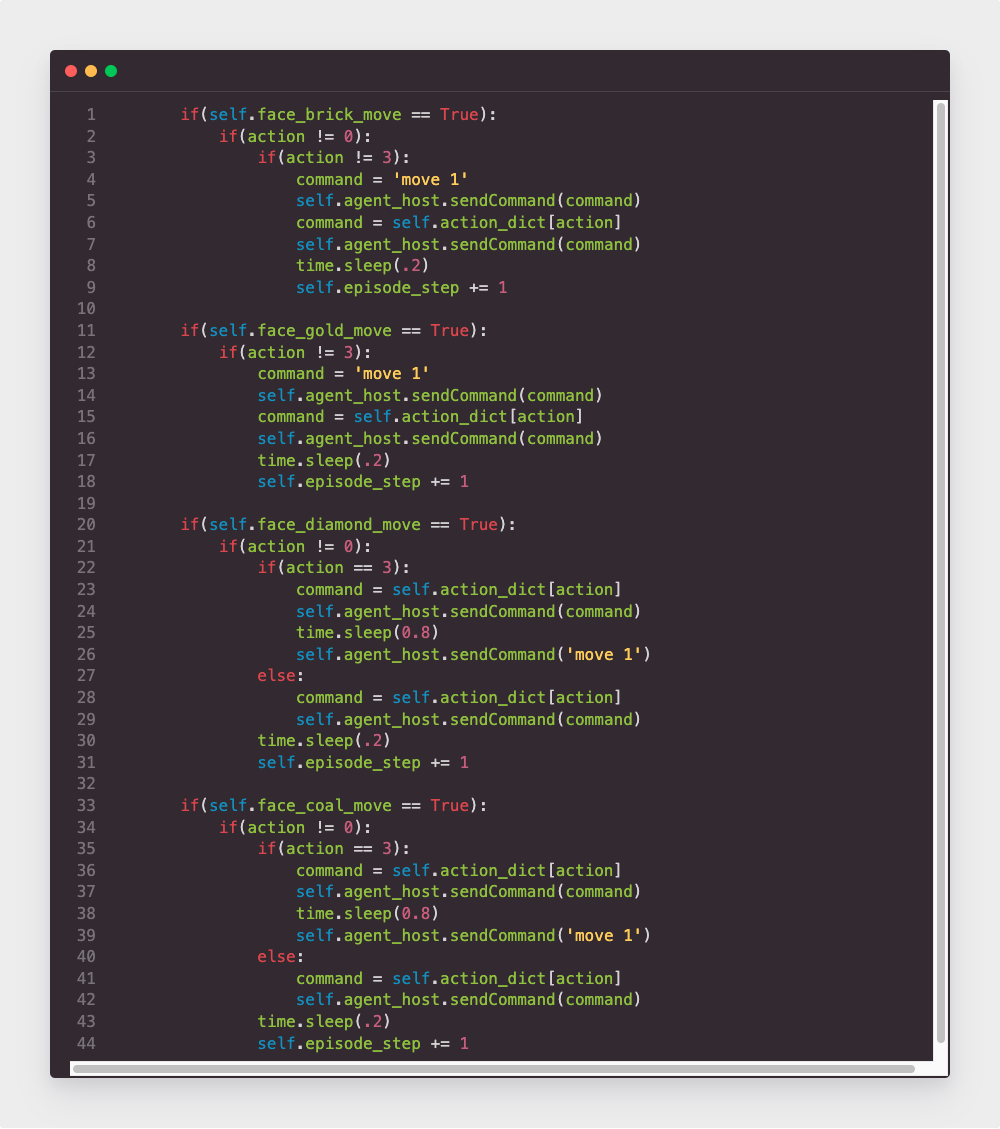 1 if(self.face_brick_move == True):
2 if(action != 0):
3 if(action != 3):
4 command = 'move 1'
5 self.agent_host.sendCommand(command)
6 command = self.action_dict[action]
7 self.agent_host.sendCommand(command)
8 time.sleep(.2)
9 self.episode_step += 1
10
11 if(self.face_gold_move == True):
12 if(action != 3):
13 command = 'move 1'
14 self.agent_host.sendCommand(command)
15 command = self.action_dict[action]
16 self.agent_host.sendCommand(command)
17 time.sleep(.2)
18 self.episode_step += 1
19
20 if(self.face_diamond_move == True):
21 if(action != 0):
22 if(action == 3):
23 command = self.action_dict[action]
24 self.agent_host.sendCommand(command)
25 time.sleep(0.8)
26 self.agent_host.sendCommand('move 1')
27 else:
28 command = self.action_dict[action]
29 self.agent_host.sendCommand(command)
30 time.sleep(.2)
31 self.episode_step += 1
32
33 if(self.face_coal_move == True):
34 if(action != 0):
35 if(action == 3):
36 command = self.action_dict[action]
37 self.agent_host.sendCommand(command)
38 time.sleep(0.8)
39 self.agent_host.sendCommand('move 1')
40 else:
41 command = self.action_dict[action]
42 self.agent_host.sendCommand(command)
43 time.sleep(.2)
44 self.episode_step += 1